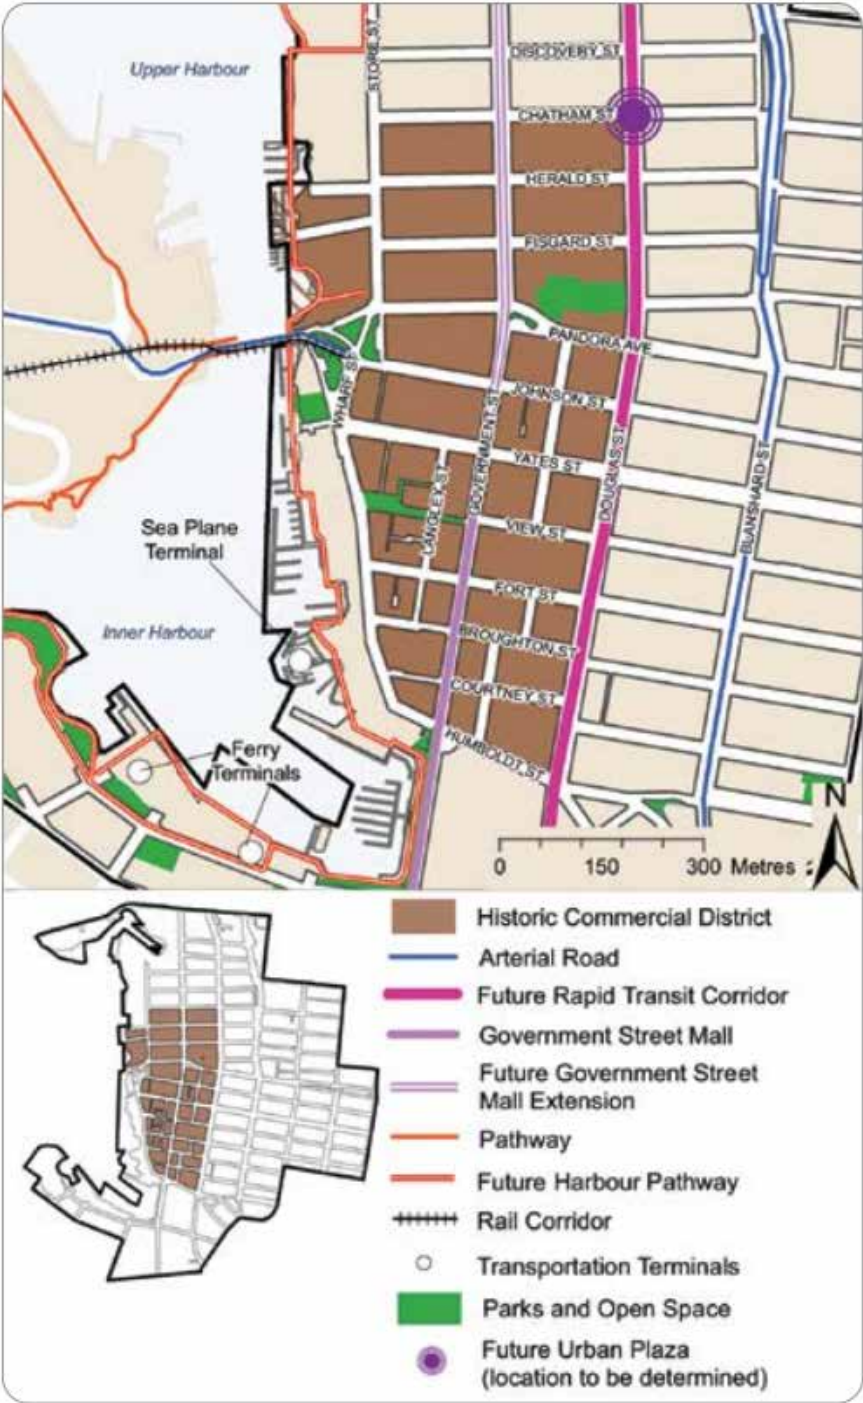 Upper Harbour
STORE ST
DISCOVERY ST
CHATHAM ST
HERALD ST
FISGARD ST
PANDORA AVE
JOHNSON ST
WHARF ST
GOVERNMENT ST
YATES ST
DOUGLAS ST
BLANSHARD ST
LANGLEY ST
VIEW ST
Sea Plane
Terminal
FORT ST
Inner Harbour
BROUGHTON ST
COURTNEY ST
HUMBOLDT ST
Ferry
Terminals
N
0 150 300 Metres
Historic Commercial District
Arterial Road
Future Rapid Transit Corridor
Government Street Mall
Future Government Street
Mall Extension
Pathway
Future Harbour Pathway
Rail Corridor
Transportation Terminals
Parks and Open Space
Future Urban Plaza
(location to be determined)